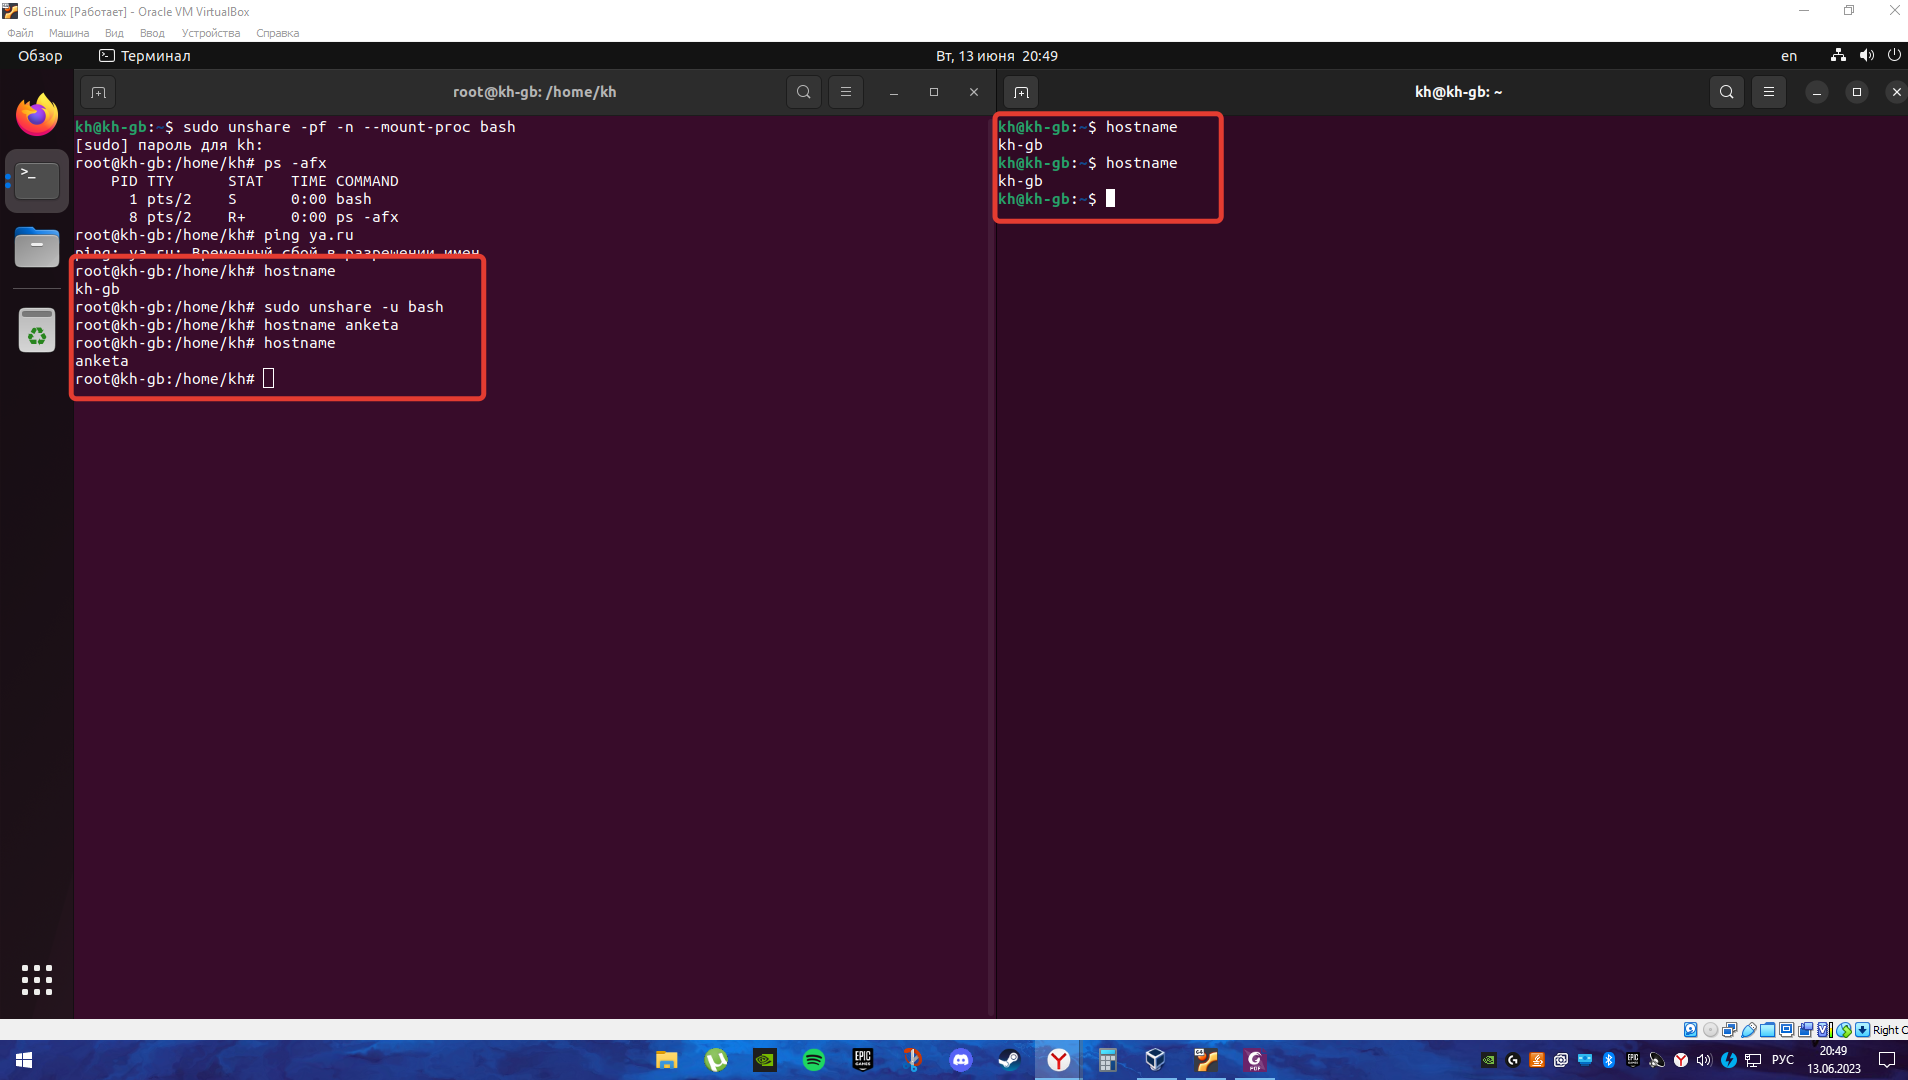 GBLinux [Работает] - Oracle VM VirtualBox
Файл Машина Вид Ввод Устройства Справка
Обзор Терминал Вт, 13 июня 20:49 en
root@kh-gb: /home/kh
kh@kh-gb:~$ sudo unshare -pf -n --mount-proc bash
[sudo] пароль для kh:
root@kh-gb:/home/kh# ps -afx
PID TTY STAT TIME COMMAND
1 pts/2 S 0:00 bash
8 pts/2 R+ 0:00 ps -afx
root@kh-gb:/home/kh# ping ya.ru
ping: ya.ru: Временный сбой в разрешении имен
root@kh-gb:/home/kh# hostname
kh-gb
root@kh-gb:/home/kh# sudo unshare -u bash
root@kh-gb:/home/kh# hostname anketa
root@kh-gb:/home/kh# hostname
anketa
root@kh-gb:/home/kh#
kh@kh-gb: ~
kh@kh-gb:~$ hostname
kh-gb
kh@kh-gb:~$ hostname
kh-gb
kh@kh-gb:~$
Right C
EPIC GAMES
PDF
РУС
20:49
13.06.2023